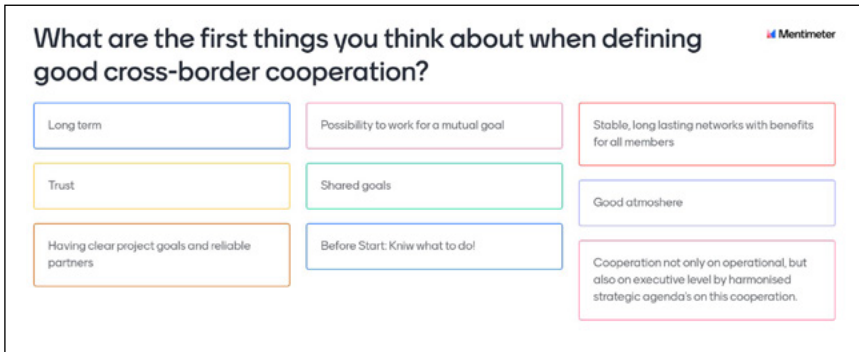 What are the first things you think about when defining
good cross-border cooperation?
Mentimeter
Long term
Trust
Having clear project goals and reliable
partners
Possibility to work for a mutual goal
Shared goals
Before Start: Kniw what to do!
Stable, long lasting networks with benefits
for all members
Good atmoshere
Cooperation not only on operational, but
also on executive level by harmonised
strategic agenda's on this cooperation.